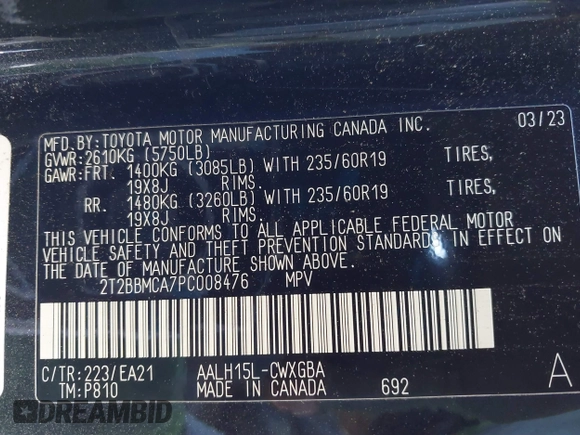 MFD.BY:TOYOTA MOTOR MANUFACTURING CANADA INC. 03/23
GVWR:2610KG (5750LB)
GAWR:FRT. 1400KG (3085LB) WITH 235/60R19 TIRES,
19X8J RIMS.
RR. 1480KG (3260LB) WITH 235/60R19 TIRES,
19X8J RIMS.
THIS VEHICLE CONFORMS TO ALL APPLICABLE FEDERAL MOTOR
VEHICLE SAFETY AND THEFT PREVENTION STANDARDS IN EFFECT ON
THE DATE OF MANUFACTURE SHOWN ABOVE.
2T2BBMCA7PC008476 MPV
C/TR:223/EA21 AALH15L-CWXGBA A
TM:P810 MADE IN CANADA 692
DREAMBID